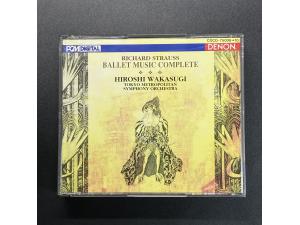 PCM DIGITAL
DENON
RICHARD STRAUSS
BALLET MUSIC COMPLETE
HIROSHI WAKASUGI
TOKYO METROPOLITAN
SYMPHONY ORCHESTRA